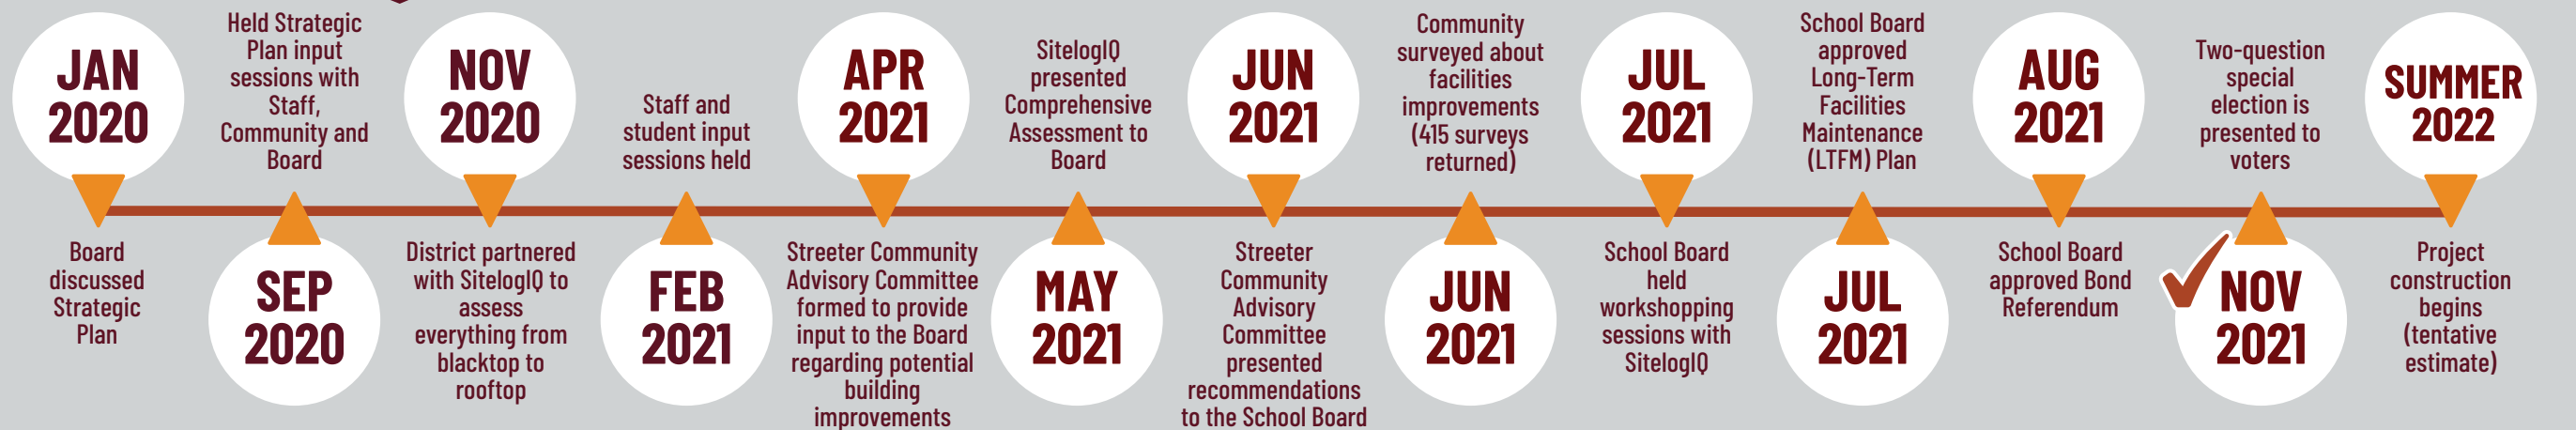 JAN
2020
Board
discussed
Strategic
Plan
Held Strategic
Plan input
sessions with
Staff,
Community and
Board
SEP
2020
NOV
2020
District partnered
with SitelogIQ to
assess
everything from
blacktop to
rooftop
Staff and
student input
sessions held
FEB
2021
APR
2021
Streeter Community
Advisory Committee
formed to provide
input to the Board
regarding potential
building
improvements
SitelogIQ
presented
Comprehensive
Assessment to
Board
MAY
2021
JUN
2021
Streeter
Community
Advisory
Committee
presented
recommendations
to the School Board
Community
surveyed about
facilities
improvements
(415 surveys
returned)
JUN
2021
JUL
2021
School Board
held
workshopping
sessions with
SitelogIQ
School Board
approved
Long-Term
Facilities
Maintenance
(LTFM) Plan
JUL
2021
AUG
2021
School Board
approved Bond
Referendum
Two-question
special
election is
presented to
voters
NOV
2021
SUMMER
2022
Project
construction
begins
(tentative
estimate)